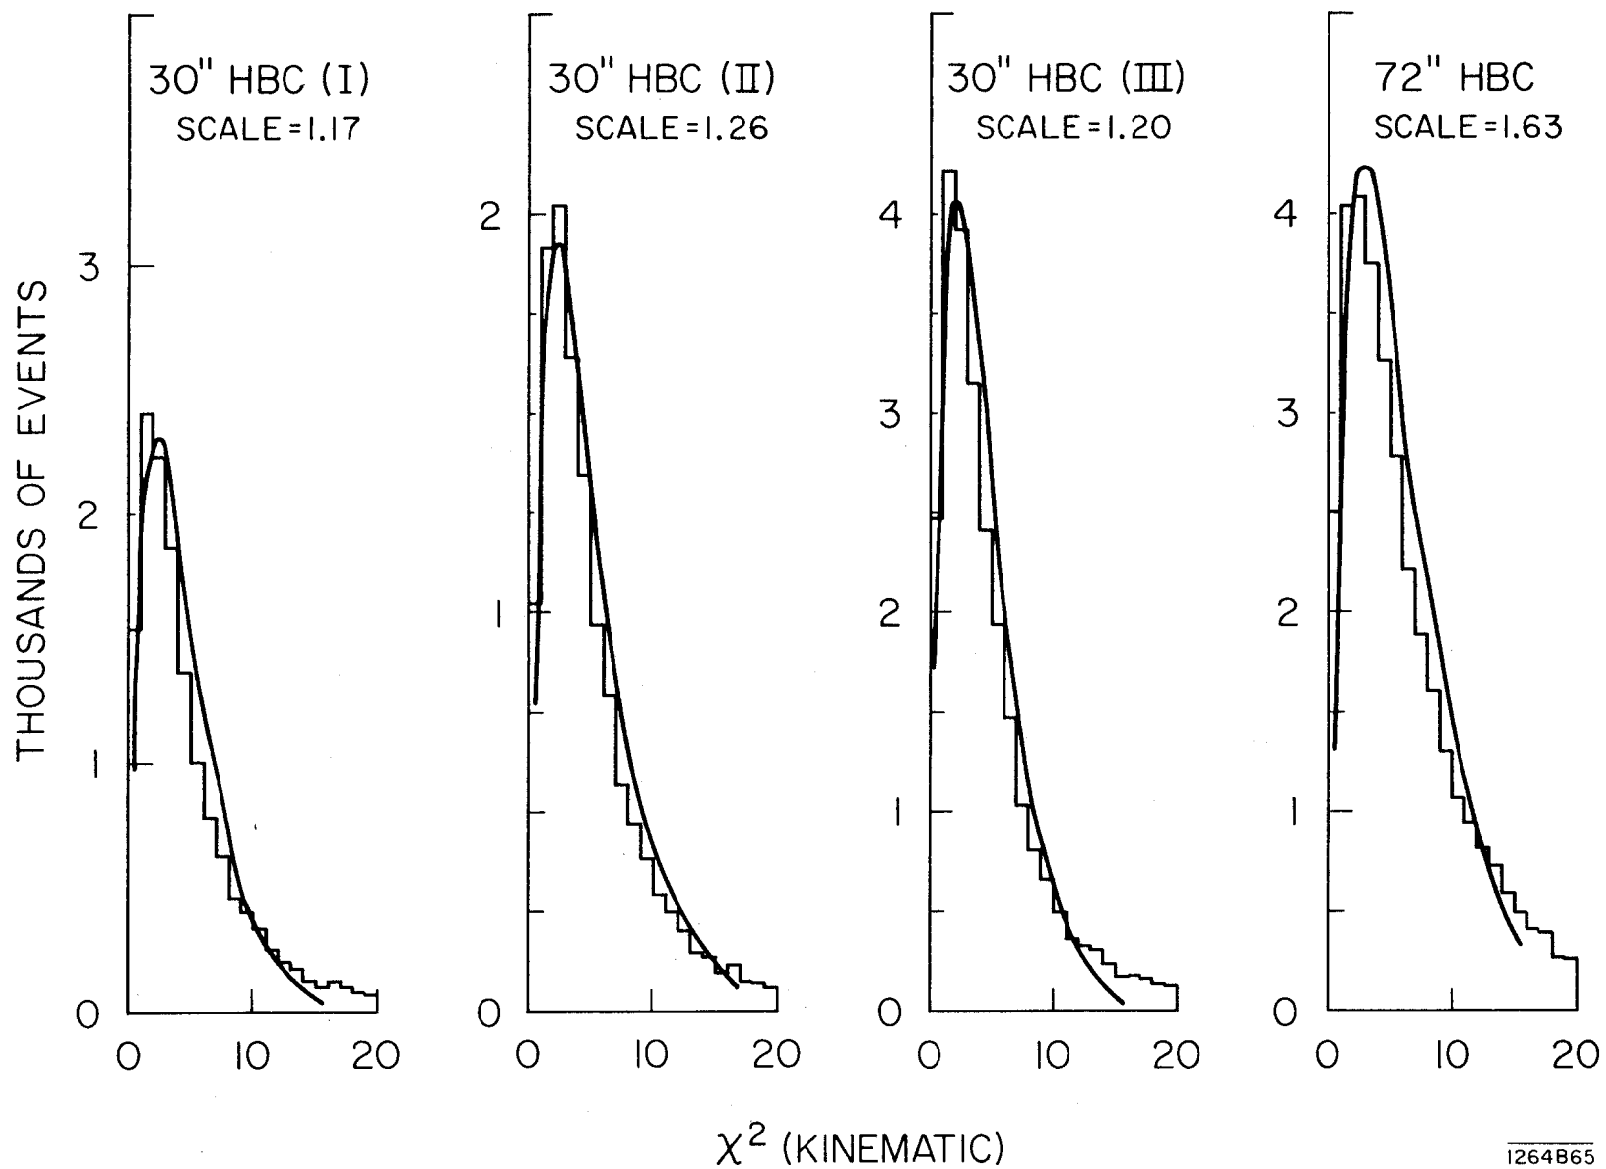 30" HBC (I)
SCALE=1.17
30" HBC (II)
SCALE=1.26
30" HBC (III)
SCALE=1.20
72" HBC
SCALE=1.63
THOUSANDS OF EVENTS
3
2
1
0
2
1
0
4
3
2
1
0
4
3
2
1
0
0 10 20
0 10 20
0 10 20
0 10 20
χ² (KINEMATIC)
1264B65